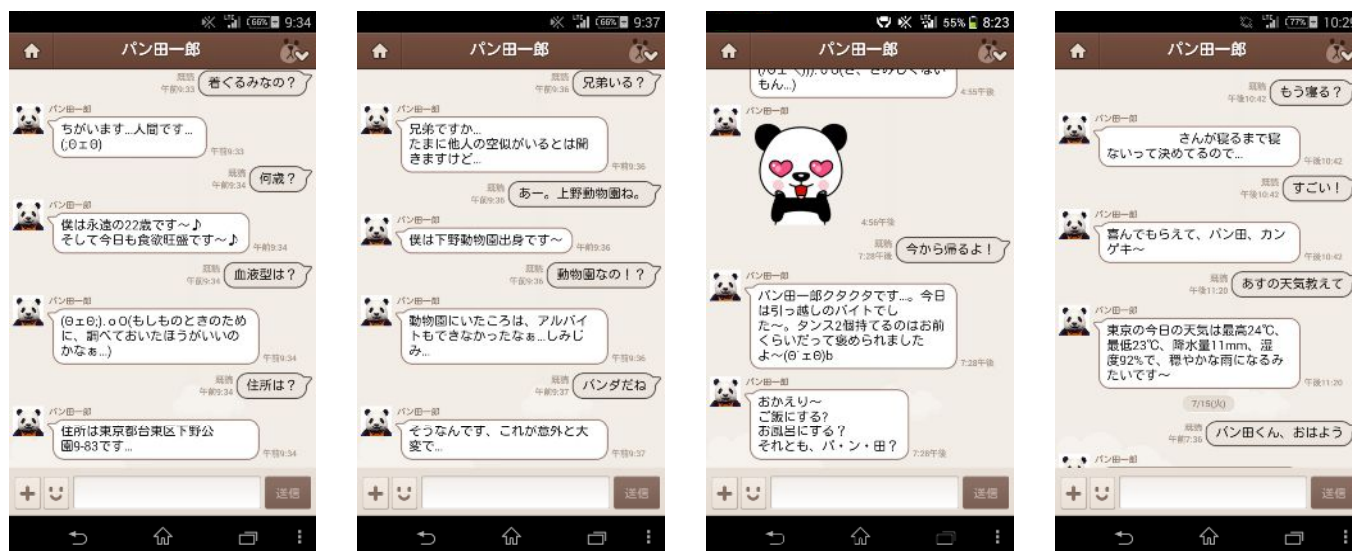 66% 9:34
パン田一郎
既読
午前9:33
着ぐるみなの?
パン田一郎
ちがいます…人間です…
(;θェθ)
午前9:33
既読
午前9:34
何歳?
パン田一郎
僕は永遠の22歳です〜♪
そして今日も食欲旺盛です〜♪
午前9:34
既読
午前9:34
血液型は?
パン田一郎
(θェθ;).oO(もしものときのため
に、調べておいたほうがいいの
かなぁ…)
午前9:34
既読
午前9:34
住所は?
パン田一郎
住所は東京都台東区下野公
園9-83です…
午前9:34
送信
66% 9:37
パン田一郎
既読
午前9:36
兄弟いる?
パン田一郎
兄弟ですか…
たまに他人の空似がいるとは聞
きますけど…
午前9:36
既読
午前9:36
あー。上野動物園ね。
パン田一郎
僕は下野動物園出身です〜
午前9:36
既読
午前9:36
動物園なの!?
パン田一郎
動物園にいたころは、アルバイ
トもできなかったなぁ…しみじ
み…
午前9:36
既読
午前9:37
パンダだね
パン田一郎
そうなんです、これが意外と大
変で…
午前9:37
送信
55% 8:23
パン田一郎
もん…)
4:55午後
パン田一郎
4:56午後
既読
7:28午後
今から帰るよ!
パン田一郎
パン田一郎クタクタです…。今日
は引っ越しのバイトでし
た〜。タンス2個持てるのはお前
くらいだって褒められました
よ〜(θ˙ェθ)b
7:28午後
パン田一郎
おかえり〜
ご飯にする?
お風呂にする?
それとも、パ・ン・田?
7:28午後
送信
77% 10:29
パン田一郎
既読
午後10:42
もう寝る?
パン田一郎
さんが寝るまで寝
ないって決めてるので…
午後10:42
既読
午後10:42
すごい!
パン田一郎
喜んでもらえて、パン田、カン
ゲキ〜
午後10:42
既読
午後11:20
あすの天気教えて
パン田一郎
東京の今日の天気は最高24℃、
最低23℃、降水量11mm、湿
度92%で、穏やかな雨になるみ
たいです〜
午後11:20
7/15(火)
既読
午前7:36
パン田くん、おはよう
パン田一郎
送信